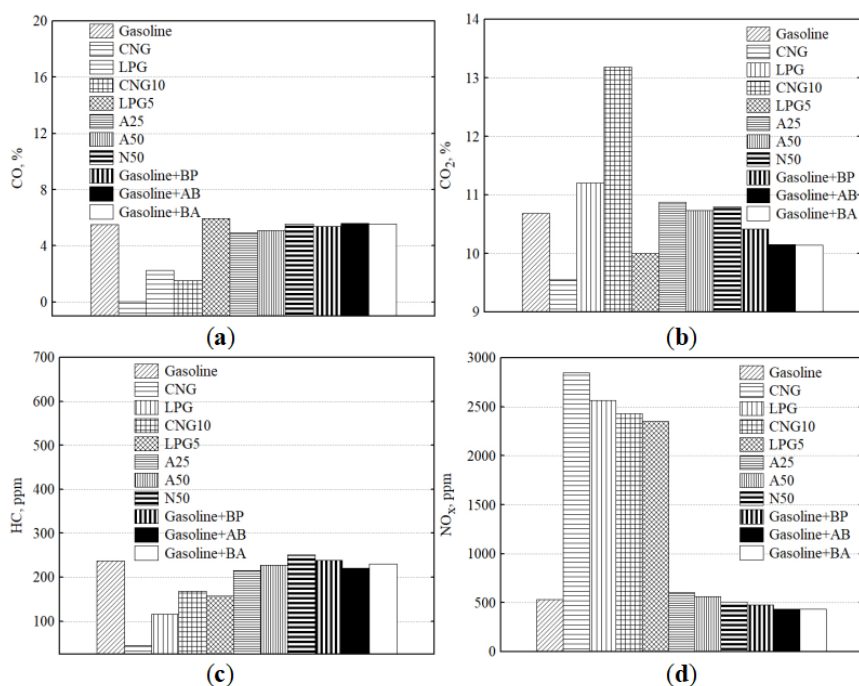 CO, %
20
16
12
8
4
0
Gasoline
CNG
LPG
CNG10
LPG5
A25
A50
N50
Gasoline+BP
Gasoline+AB
Gasoline+BA
(a)
CO2, %
14
13
12
11
10
9
Gasoline
CNG
LPG
CNG10
LPG5
A25
A50
N50
Gasoline+BP
Gasoline+AB
Gasoline+BA
(b)
HC, ppm
700
600
500
400
300
200
100
Gasoline
CNG
LPG
CNG10
LPG5
A25
A50
N50
Gasoline+BP
Gasoline+AB
Gasoline+BA
(c)
NOx, ppm
3000
2500
2000
1500
1000
500
0
Gasoline
CNG
LPG
CNG10
LPG5
A25
A50
N50
Gasoline+BP
Gasoline+AB
Gasoline+BA
(d)